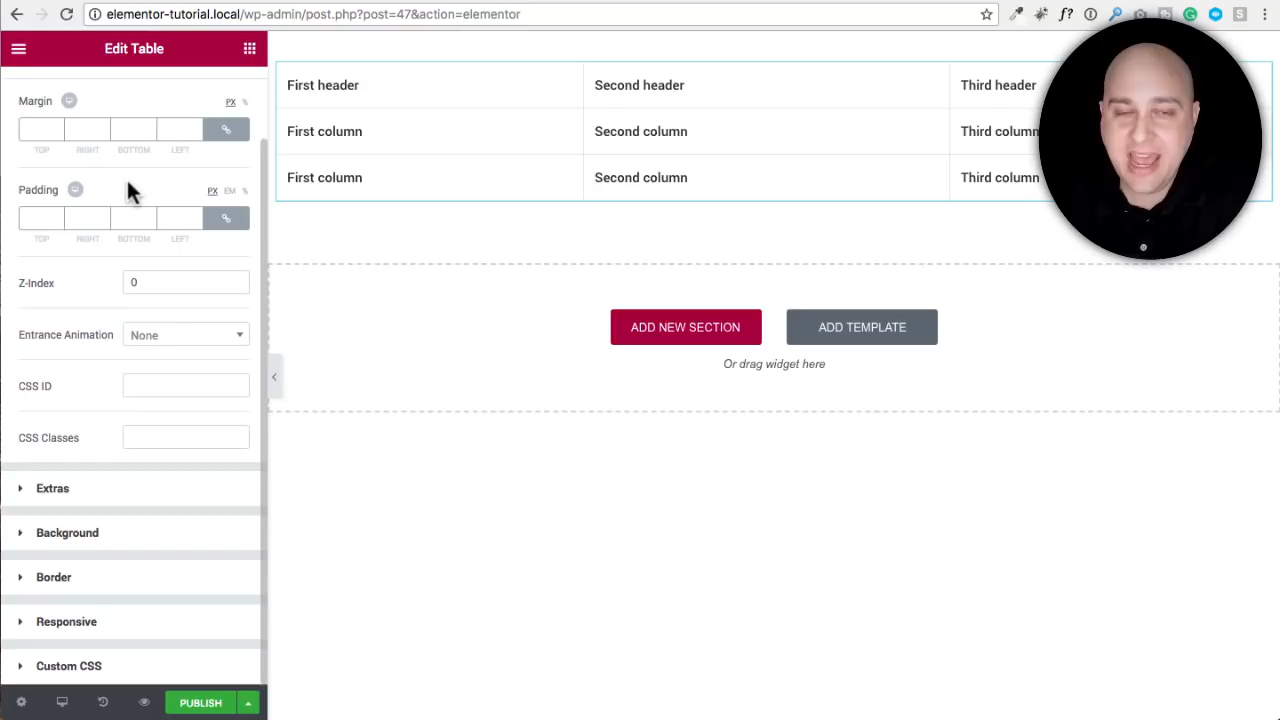 elementor-tutorial.local/wp-admin/post.php?post=47&action=elementor
Edit Table
Margin
PX %
TOP RIGHT BOTTOM LEFT
Padding
PX EM %
TOP RIGHT BOTTOM LEFT
Z-Index
0
Entrance Animation
None
CSS ID
CSS Classes
Extras
Background
Border
Responsive
Custom CSS
PUBLISH
First header Second header Third header
First column Second column Third column
First column Second column Third column
ADD NEW SECTION ADD TEMPLATE
Or drag widget here